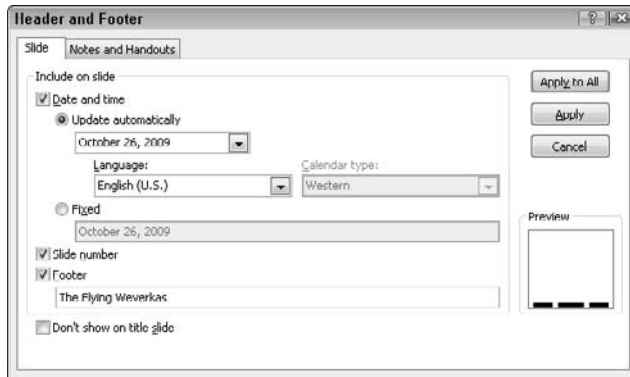 Header and Footer
Slide
Notes and Handouts
Include on slide
Date and time
Update automatically
October 26, 2009
Language:
Calendar type:
English (U.S.)
Western
Fixed
October 26, 2009
Slide number
Footer
The Flying Weverkas
Don't show on title slide
Apply to All
Apply
Cancel
Preview